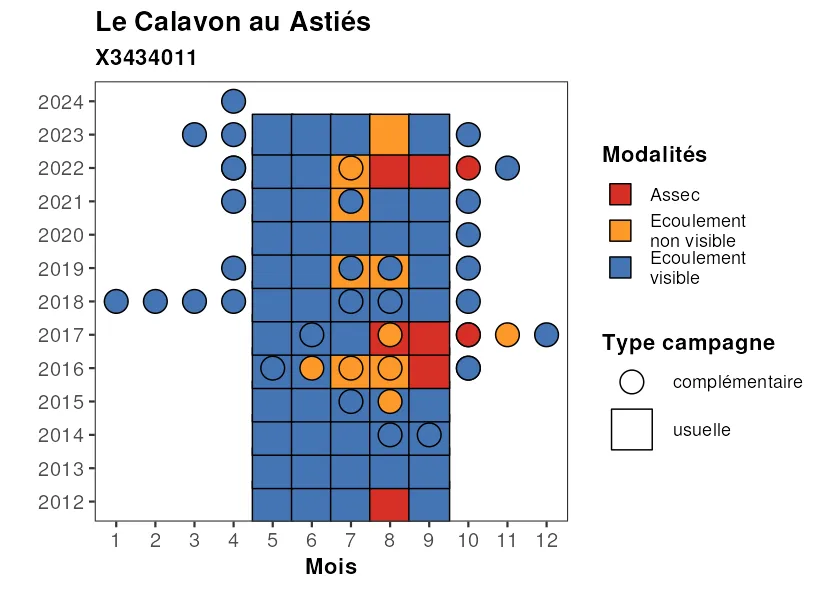 Le Calavon au Astiés
X3434011
2024
2023
2022
2021
2020
2019
2018
2017
2016
2015
2014
2013
2012
1 2 3 4 5 6 7 8 9 10 11 12
Mois
Modalités
Assec
Ecoulement
non visible
Ecoulement
visible
Type campagne
complémentaire
usuelle